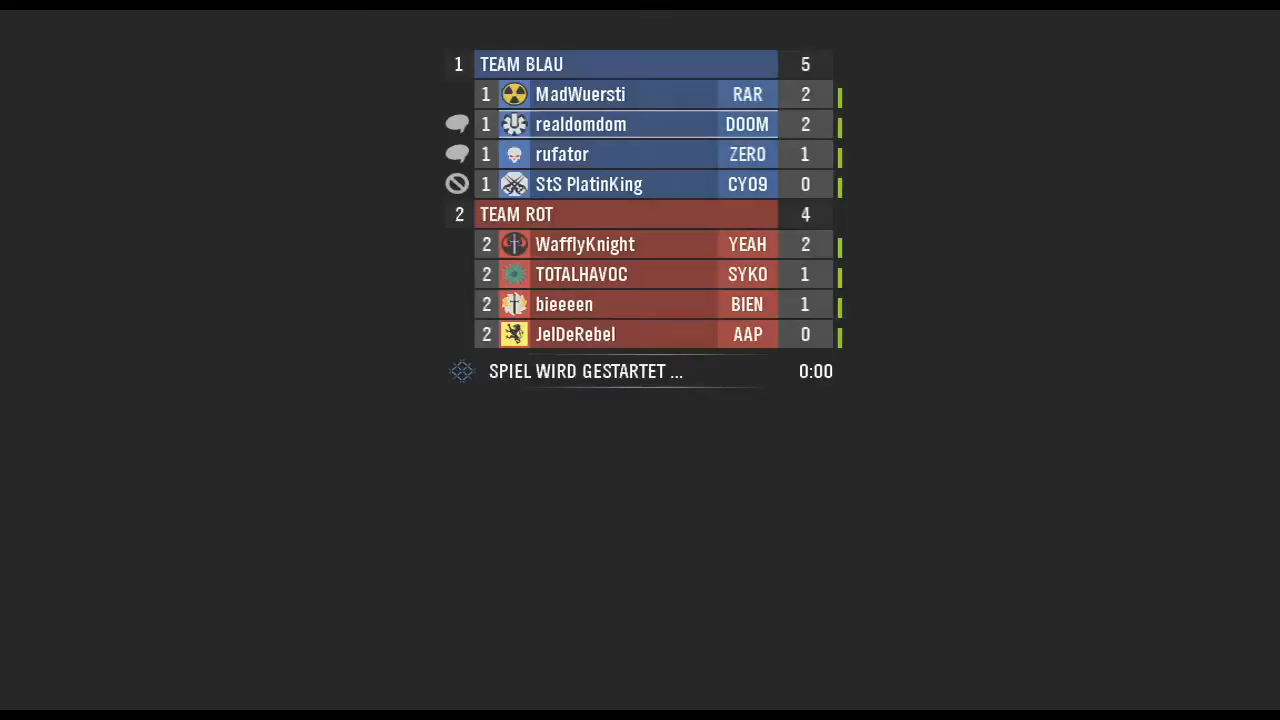 1 TEAM BLAU 5
1 MadWuersti RAR 2
1 realdomdom DOOM 2
1 rufator ZERO 1
1 StS PlatinKing CY09 0
2 TEAM ROT 4
2 WafflyKnight YEAH 2
2 TOTALHAVOC SYKO 1
2 bieeeen BIEN 1
2 JelDeRebel AAP 0
SPIEL WIRD GESTARTET ... 0:00